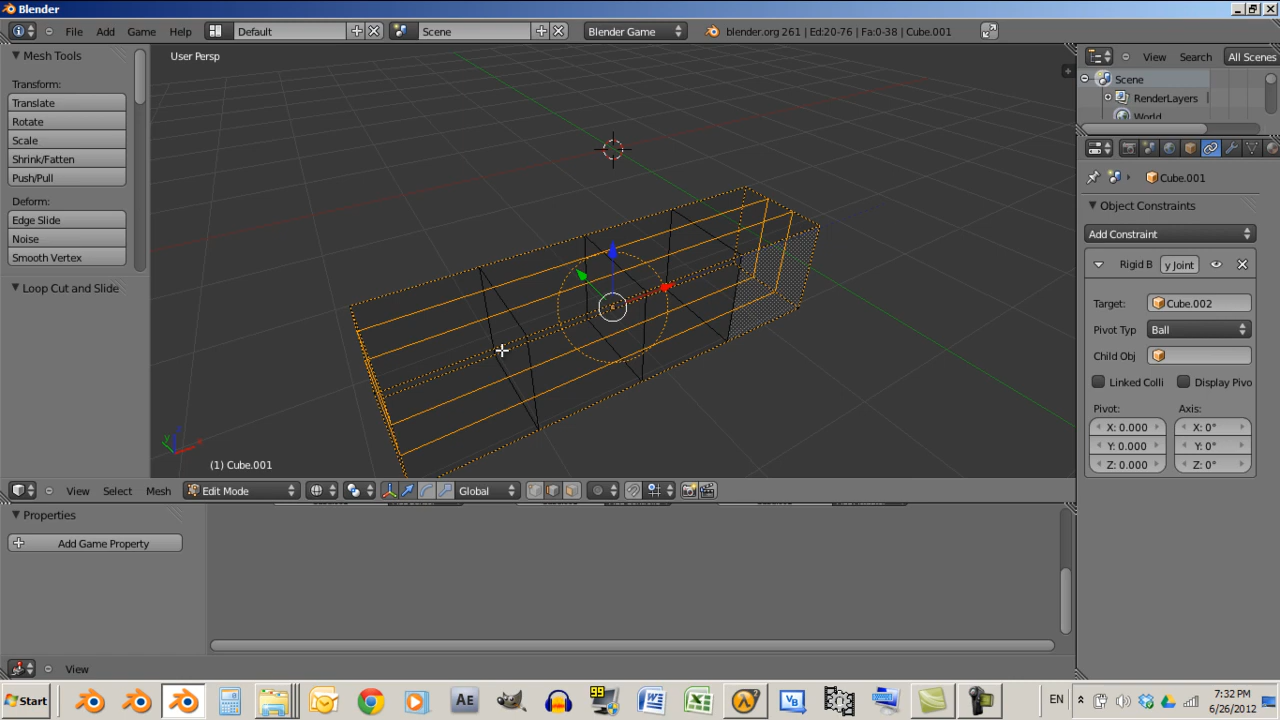 Blender
File Add Game Help Default Scene Blender Game blender.org 261 | Ed:20-76 | Fa:0-38 | Cube.001
Mesh Tools
Transform:
Translate
Rotate
Scale
Shrink/Fatten
Push/Pull
Deform:
Edge Slide
Noise
Smooth Vertex
Loop Cut and Slide
User Persp
(1) Cube.001
View Select Mesh Edit Mode Global
View Search All Scenes
Scene
RenderLayers
World
Cube.001
Object Constraints
Add Constraint
Rigid B y Joint
Target: Cube.002
Pivot Typ Ball
Child Obj
Linked Colli Display Pivo
Pivot: Axis:
X: 0.000 X: 0°
Y: 0.000 Y: 0°
Z: 0.000 Z: 0°
Properties
Add Game Property
View
Start AE 99 EN 7:32 PM
6/26/2012